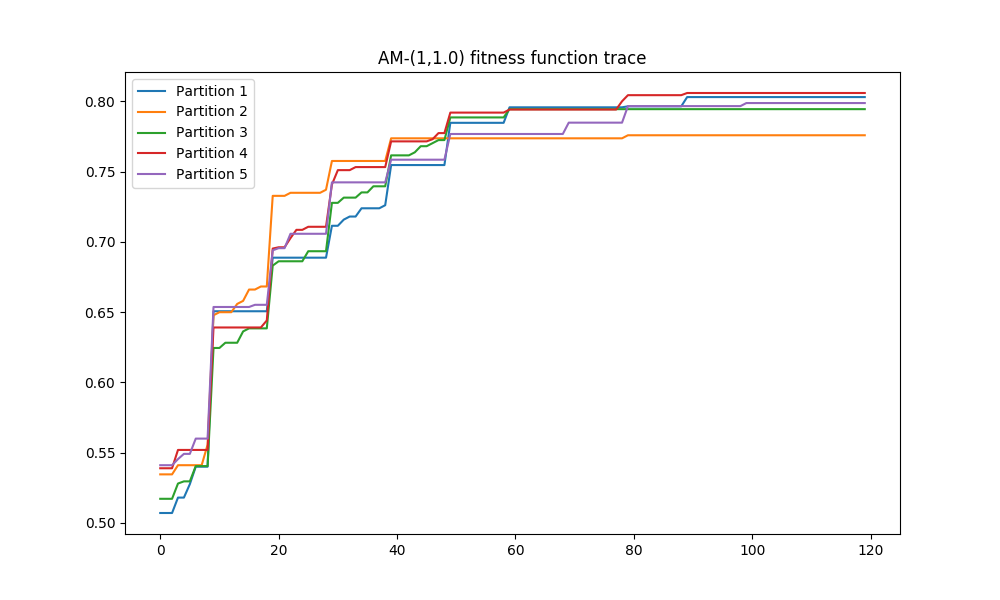 AM-(1,1.0) fitness function trace
Partition 1
Partition 2
Partition 3
Partition 4
Partition 5
0.80
0.75
0.70
0.65
0.60
0.55
0.50
0 20 40 60 80 100 120